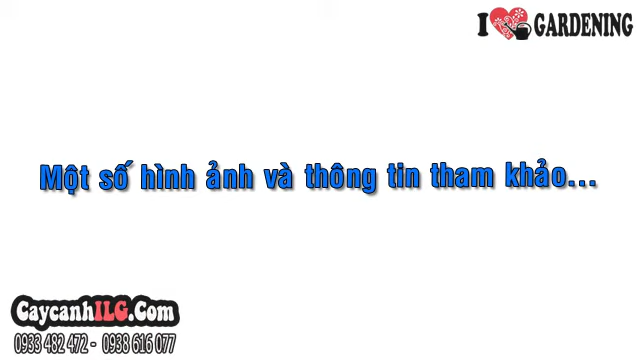 I GARDENING
Một số hình ảnh và thông tin tham khảo...
CaycanhILG.Com
0933 482 472 - 0938 616 077